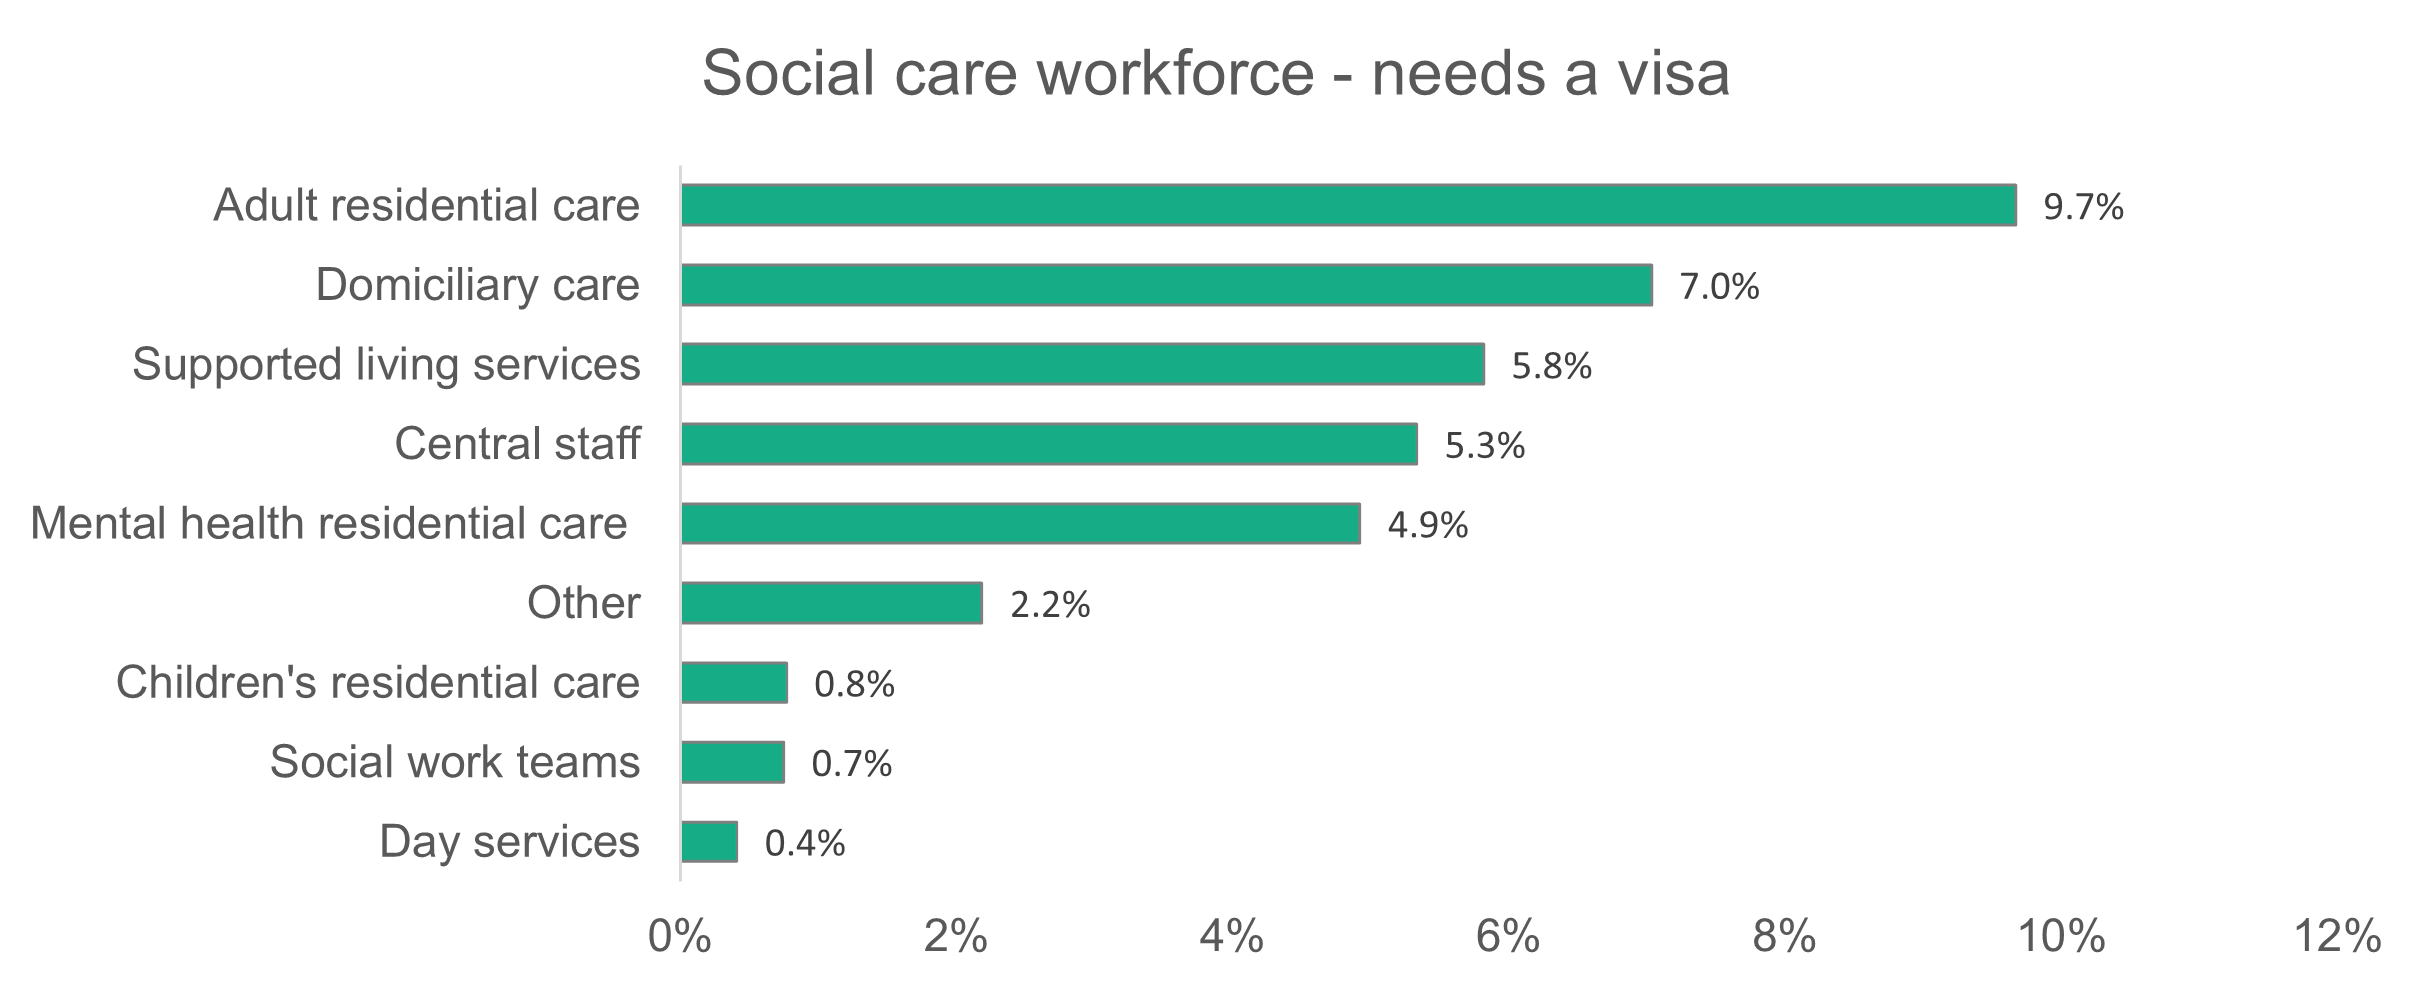 Social care workforce - needs a visa
Adult residential care 9.7%
Domiciliary care 7.0%
Supported living services 5.8%
Central staff 5.3%
Mental health residential care 4.9%
Other 2.2%
Children's residential care 0.8%
Social work teams 0.7%
Day services 0.4%
0% 2% 4% 6% 8% 10% 12%